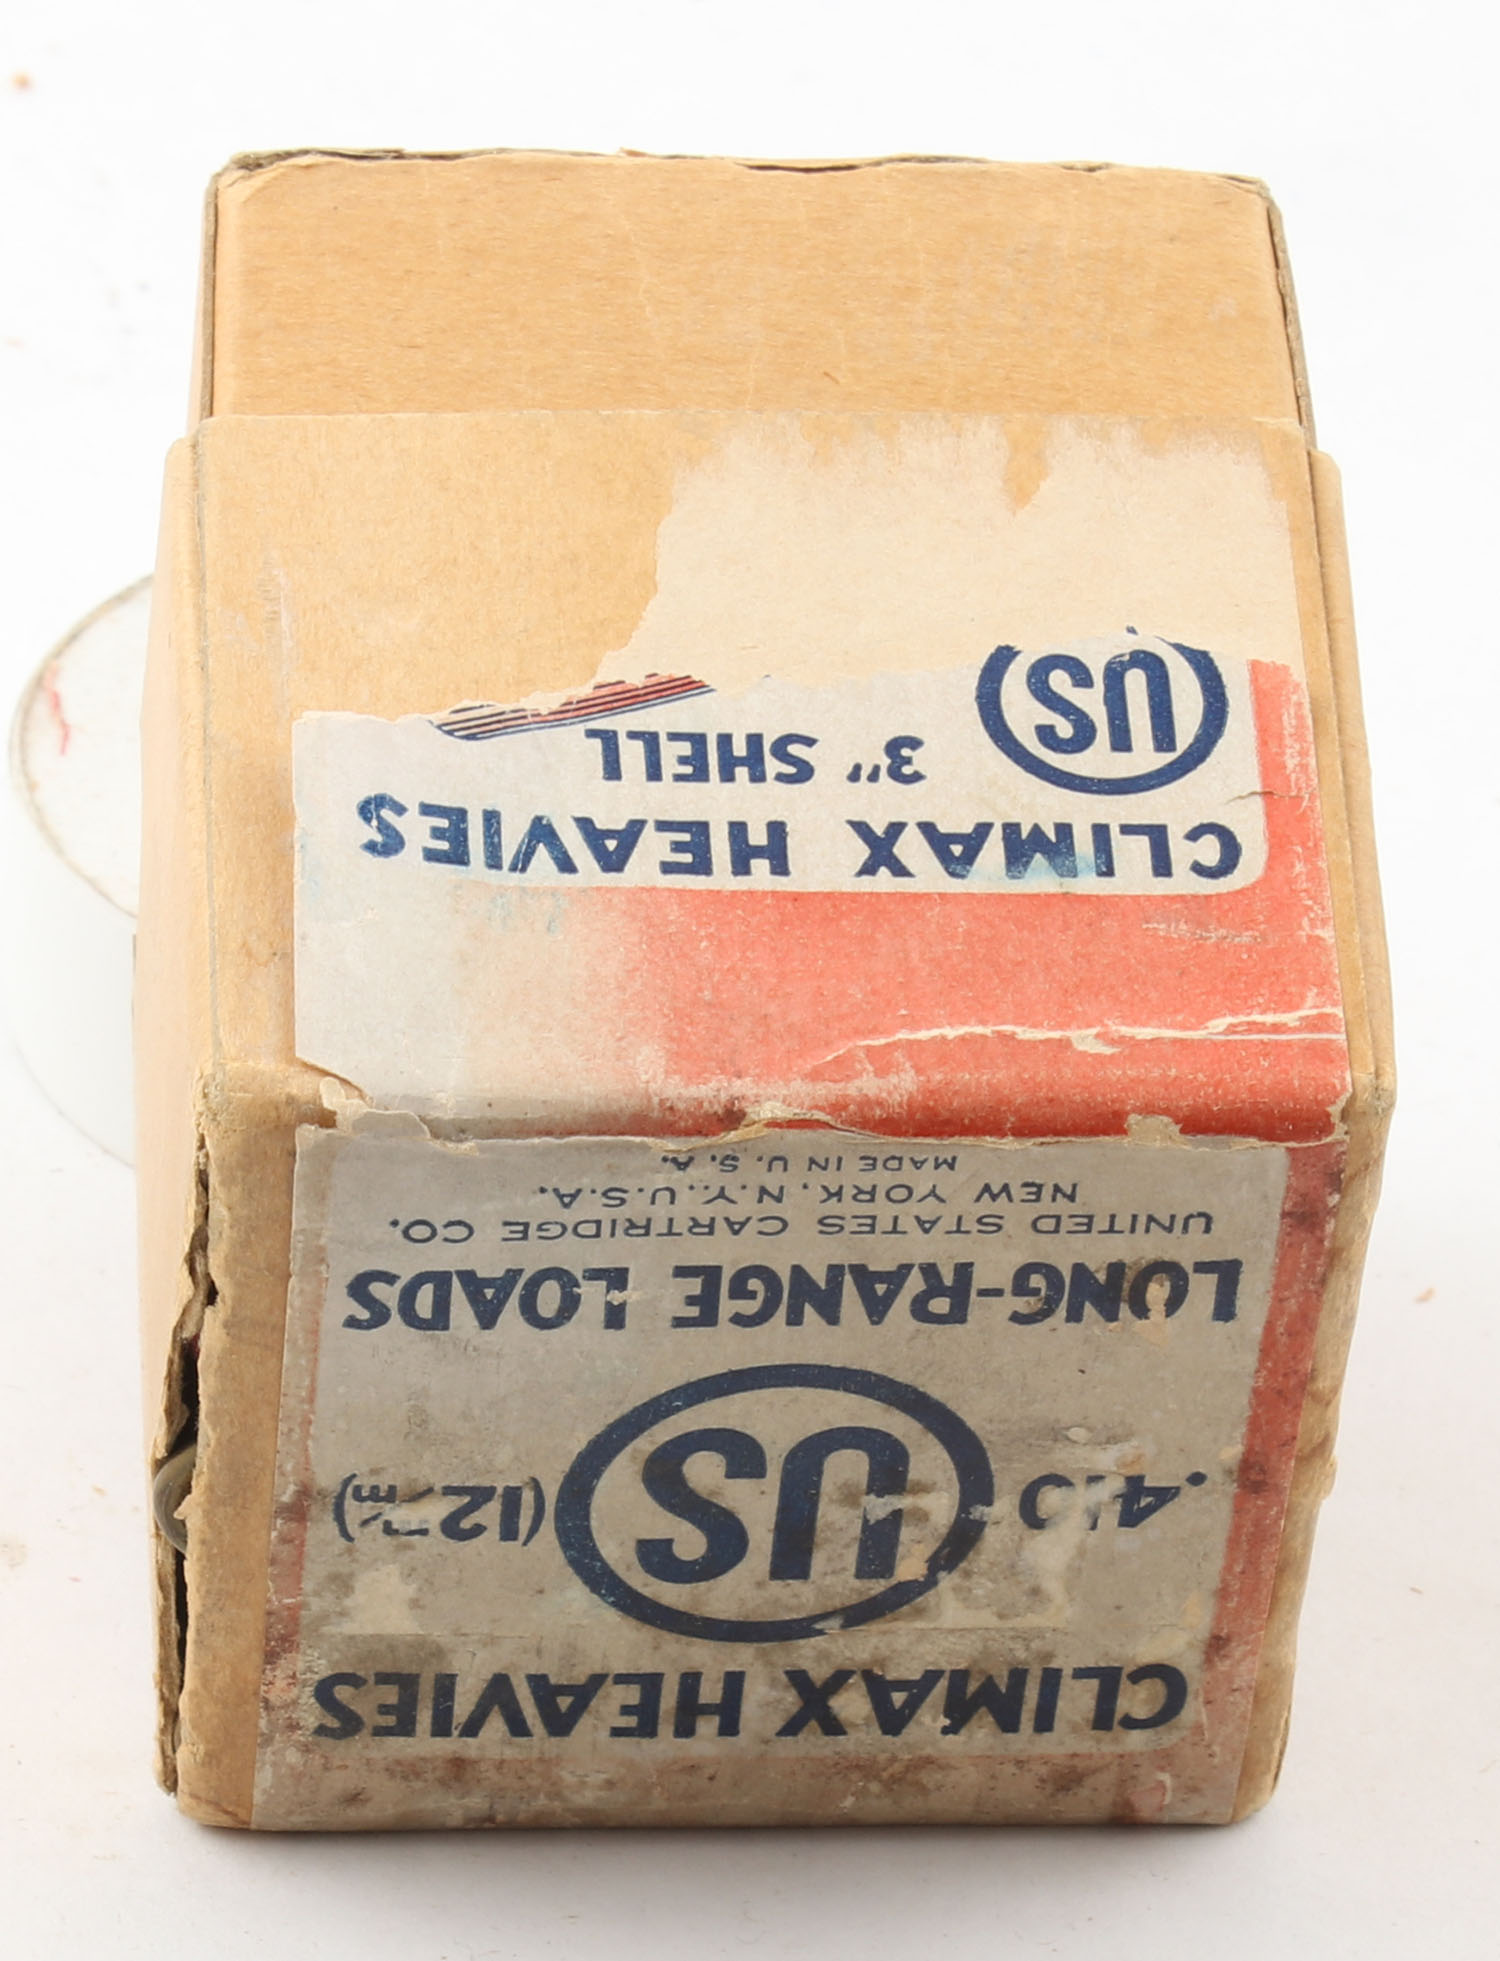 CLIMAX HEAVIES
.410 US (12 m/m)
LONG-RANGE LOADS
UNITED STATES CARTRIDGE CO.
NEW YORK, N.Y., U.S.A.
MADE IN U.S.A.
CLIMAX HEAVIES
US 3" SHELL